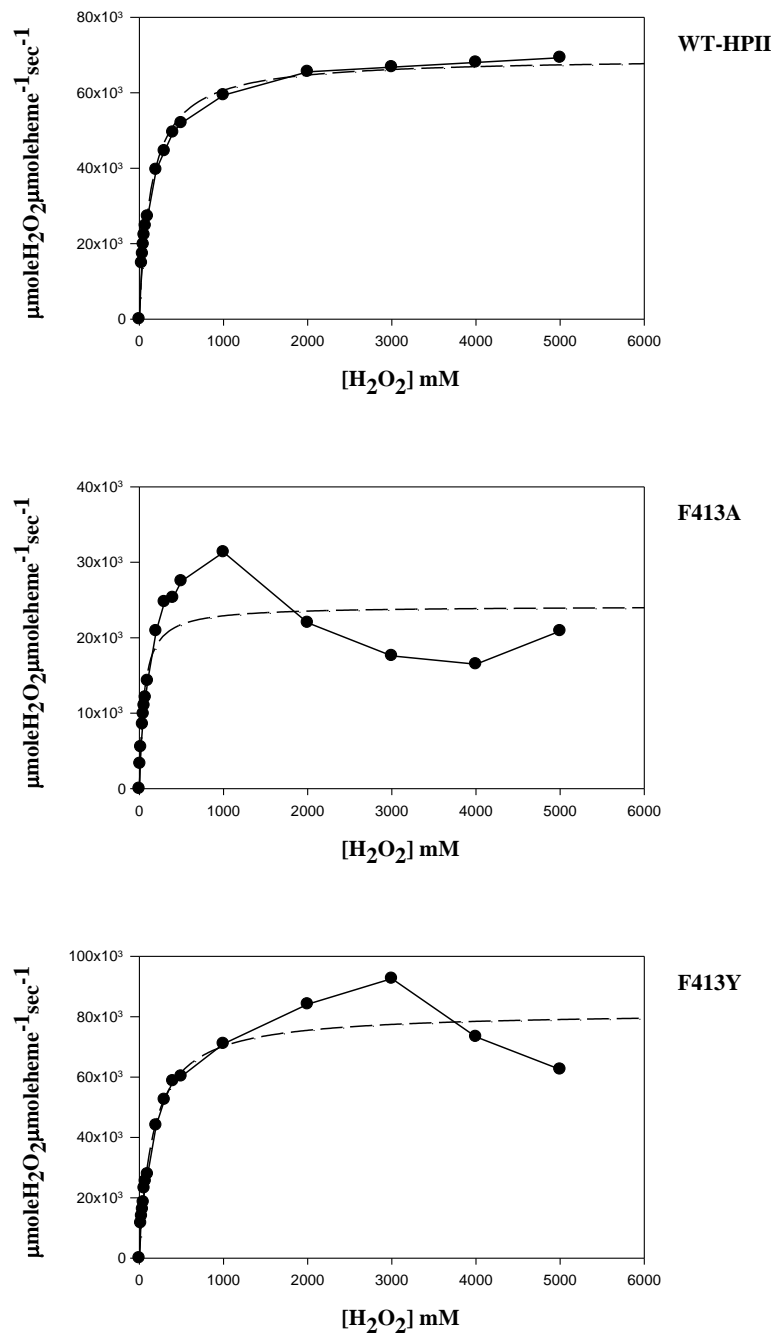 WT-HPII
µmoleH₂O₂µmoleheme⁻¹sec⁻¹
80x10³
60x10³
40x10³
20x10³
0
0 1000 2000 3000 4000 5000 6000
[H₂O₂] mM
F413A
µmoleH₂O₂µmoleheme⁻¹sec⁻¹
40x10³
30x10³
20x10³
10x10³
0
0 1000 2000 3000 4000 5000 6000
[H₂O₂] mM
F413Y
µmoleH₂O₂µmoleheme⁻¹sec⁻¹
100x10³
80x10³
60x10³
40x10³
20x10³
0
0 1000 2000 3000 4000 5000 6000
[H₂O₂] mM